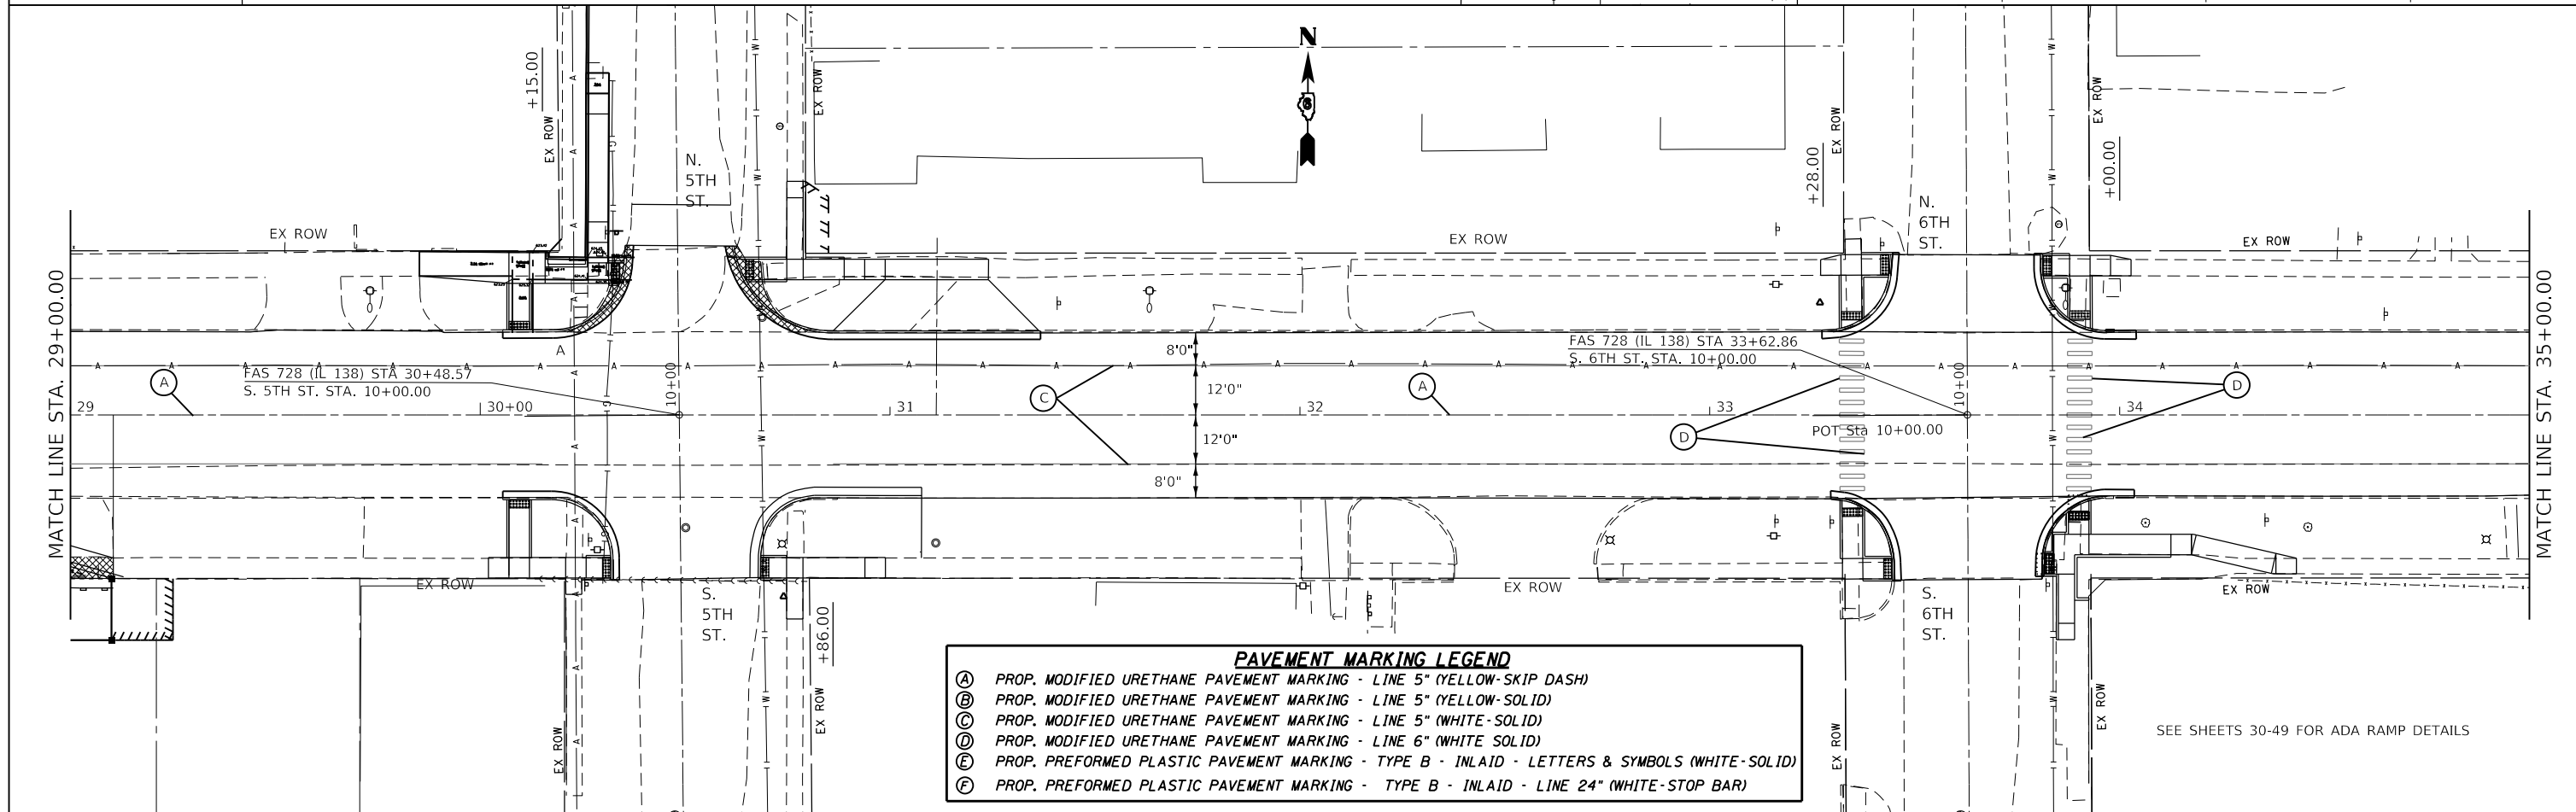 N
6
+15.00
EX ROW
EX ROW
N.
5TH
ST.
EX ROW
+28.00
EX ROW
+00.00
N.
6TH
ST.
EX ROW
EX ROW
EX ROW
MATCH LINE STA. 29+00.00
MATCH LINE STA. 35+00.00
A
8'0"
12'0"
12'0"
8'0"
FAS 728 (IL 138) STA 30+48.57
S. 5TH ST. STA. 10+00.00
10+00
FAS 728 (IL 138) STA 33+62.86
S. 6TH ST. STA. 10+00.00
10+00
A
C
A
D
D
29
30+00
31
32
33
34
POT Sta 10+00.00
EX ROW
S.
5TH
ST.
+86.00
EX ROW
EX ROW
EX ROW
S.
6TH
ST.
EX ROW
EX ROW
EX ROW
PAVEMENT MARKING LEGEND
A PROP. MODIFIED URETHANE PAVEMENT MARKING - LINE 5" (YELLOW-SKIP DASH)
B PROP. MODIFIED URETHANE PAVEMENT MARKING - LINE 5" (YELLOW-SOLID)
C PROP. MODIFIED URETHANE PAVEMENT MARKING - LINE 5" (WHITE-SOLID)
D PROP. MODIFIED URETHANE PAVEMENT MARKING - LINE 6" (WHITE SOLID)
E PROP. PREFORMED PLASTIC PAVEMENT MARKING - TYPE B - INLAID - LETTERS & SYMBOLS (WHITE-SOLID)
F PROP. PREFORMED PLASTIC PAVEMENT MARKING - TYPE B - INLAID - LINE 24" (WHITE-STOP BAR)
SEE SHEETS 30-49 FOR ADA RAMP DETAILS